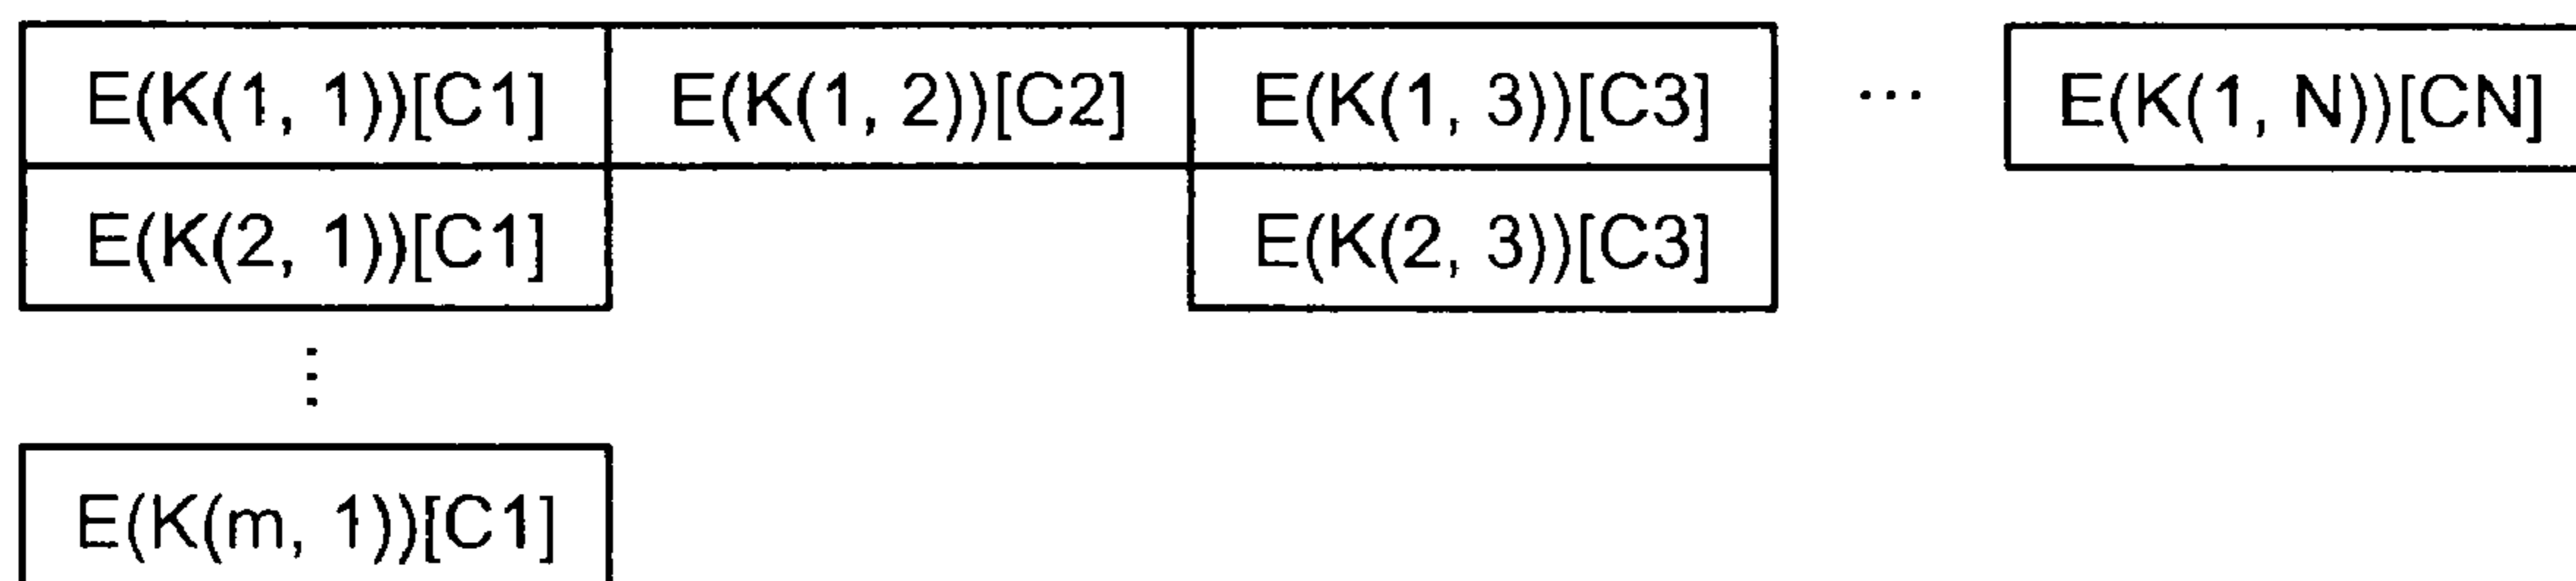 E(K(1, 1))[C1] E(K(1, 2))[C2] E(K(1, 3))[C3] ... E(K(1, N))[CN]
E(K(2, 1))[C1] E(K(2, 3))[C3]
⋮
E(K(m, 1))[C1]